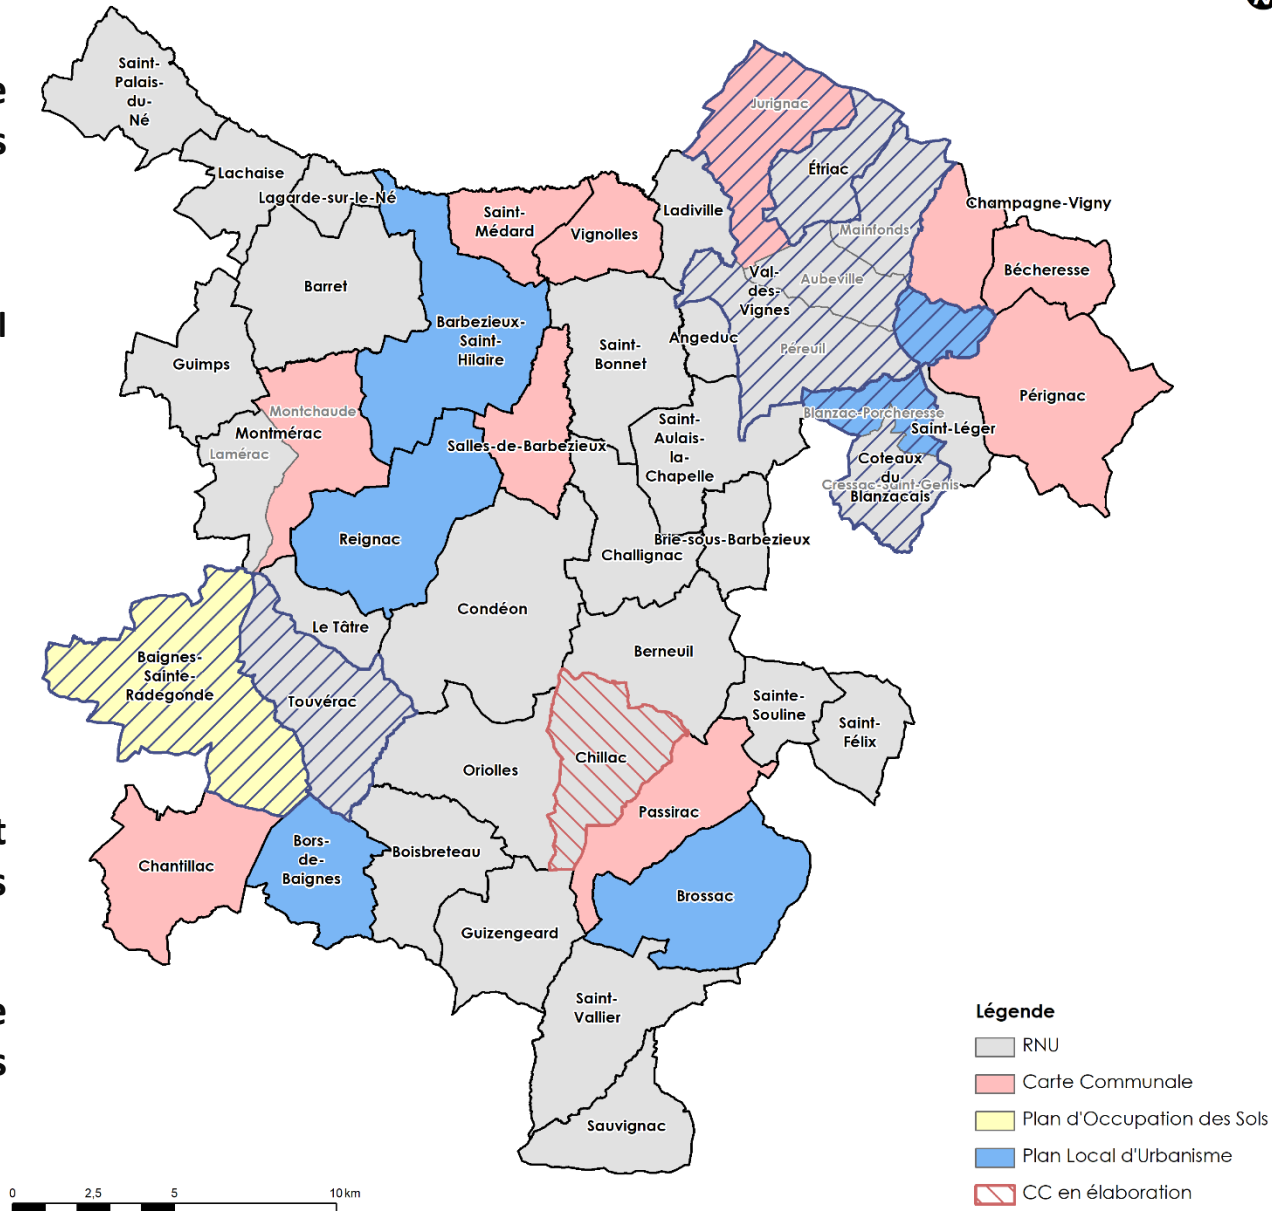 Saint-
Palais-
du-
Né
Lachaise
Lagarde-sur-le-Né
Saint-
Médard
Vignolles
Ladiville
Jurignac
Étriac
Champagne-Vigny
Mainfonds
Bécheresse
Barret
Val-
des-
Vignes
Aubeville
Barbezieux-
Saint-
Hilaire
Saint-
Bonnet
Angeduc
Péreuil
Guimps
Pérignac
Montchaude
Montmérac
Lamérac
Salles-de-Barbezieux
Saint-
Aulais-
la-
Chapelle
Blanzac-Porcheresse
Saint-Léger
Coteaux
du
Blanzacais
Cressac-Saint-Genis
Reignac
Challignac
Brie-sous-Barbezieux
Condéon
Le Tâtre
Berneuil
Baignes-
Sainte-
Radegonde
Touvérac
Sainte-
Souline
Saint-
Félix
Oriolles
Chillac
Passirac
Chantillac
Bors-
de-
Baignes
Boisbreteau
Brossac
Guizengeard
Saint-
Vallier
Sauvignac
Légende
RNU
Carte Communale
Plan d'Occupation des Sols
Plan Local d'Urbanisme
CC en élaboration
0 2,5 5 10 km